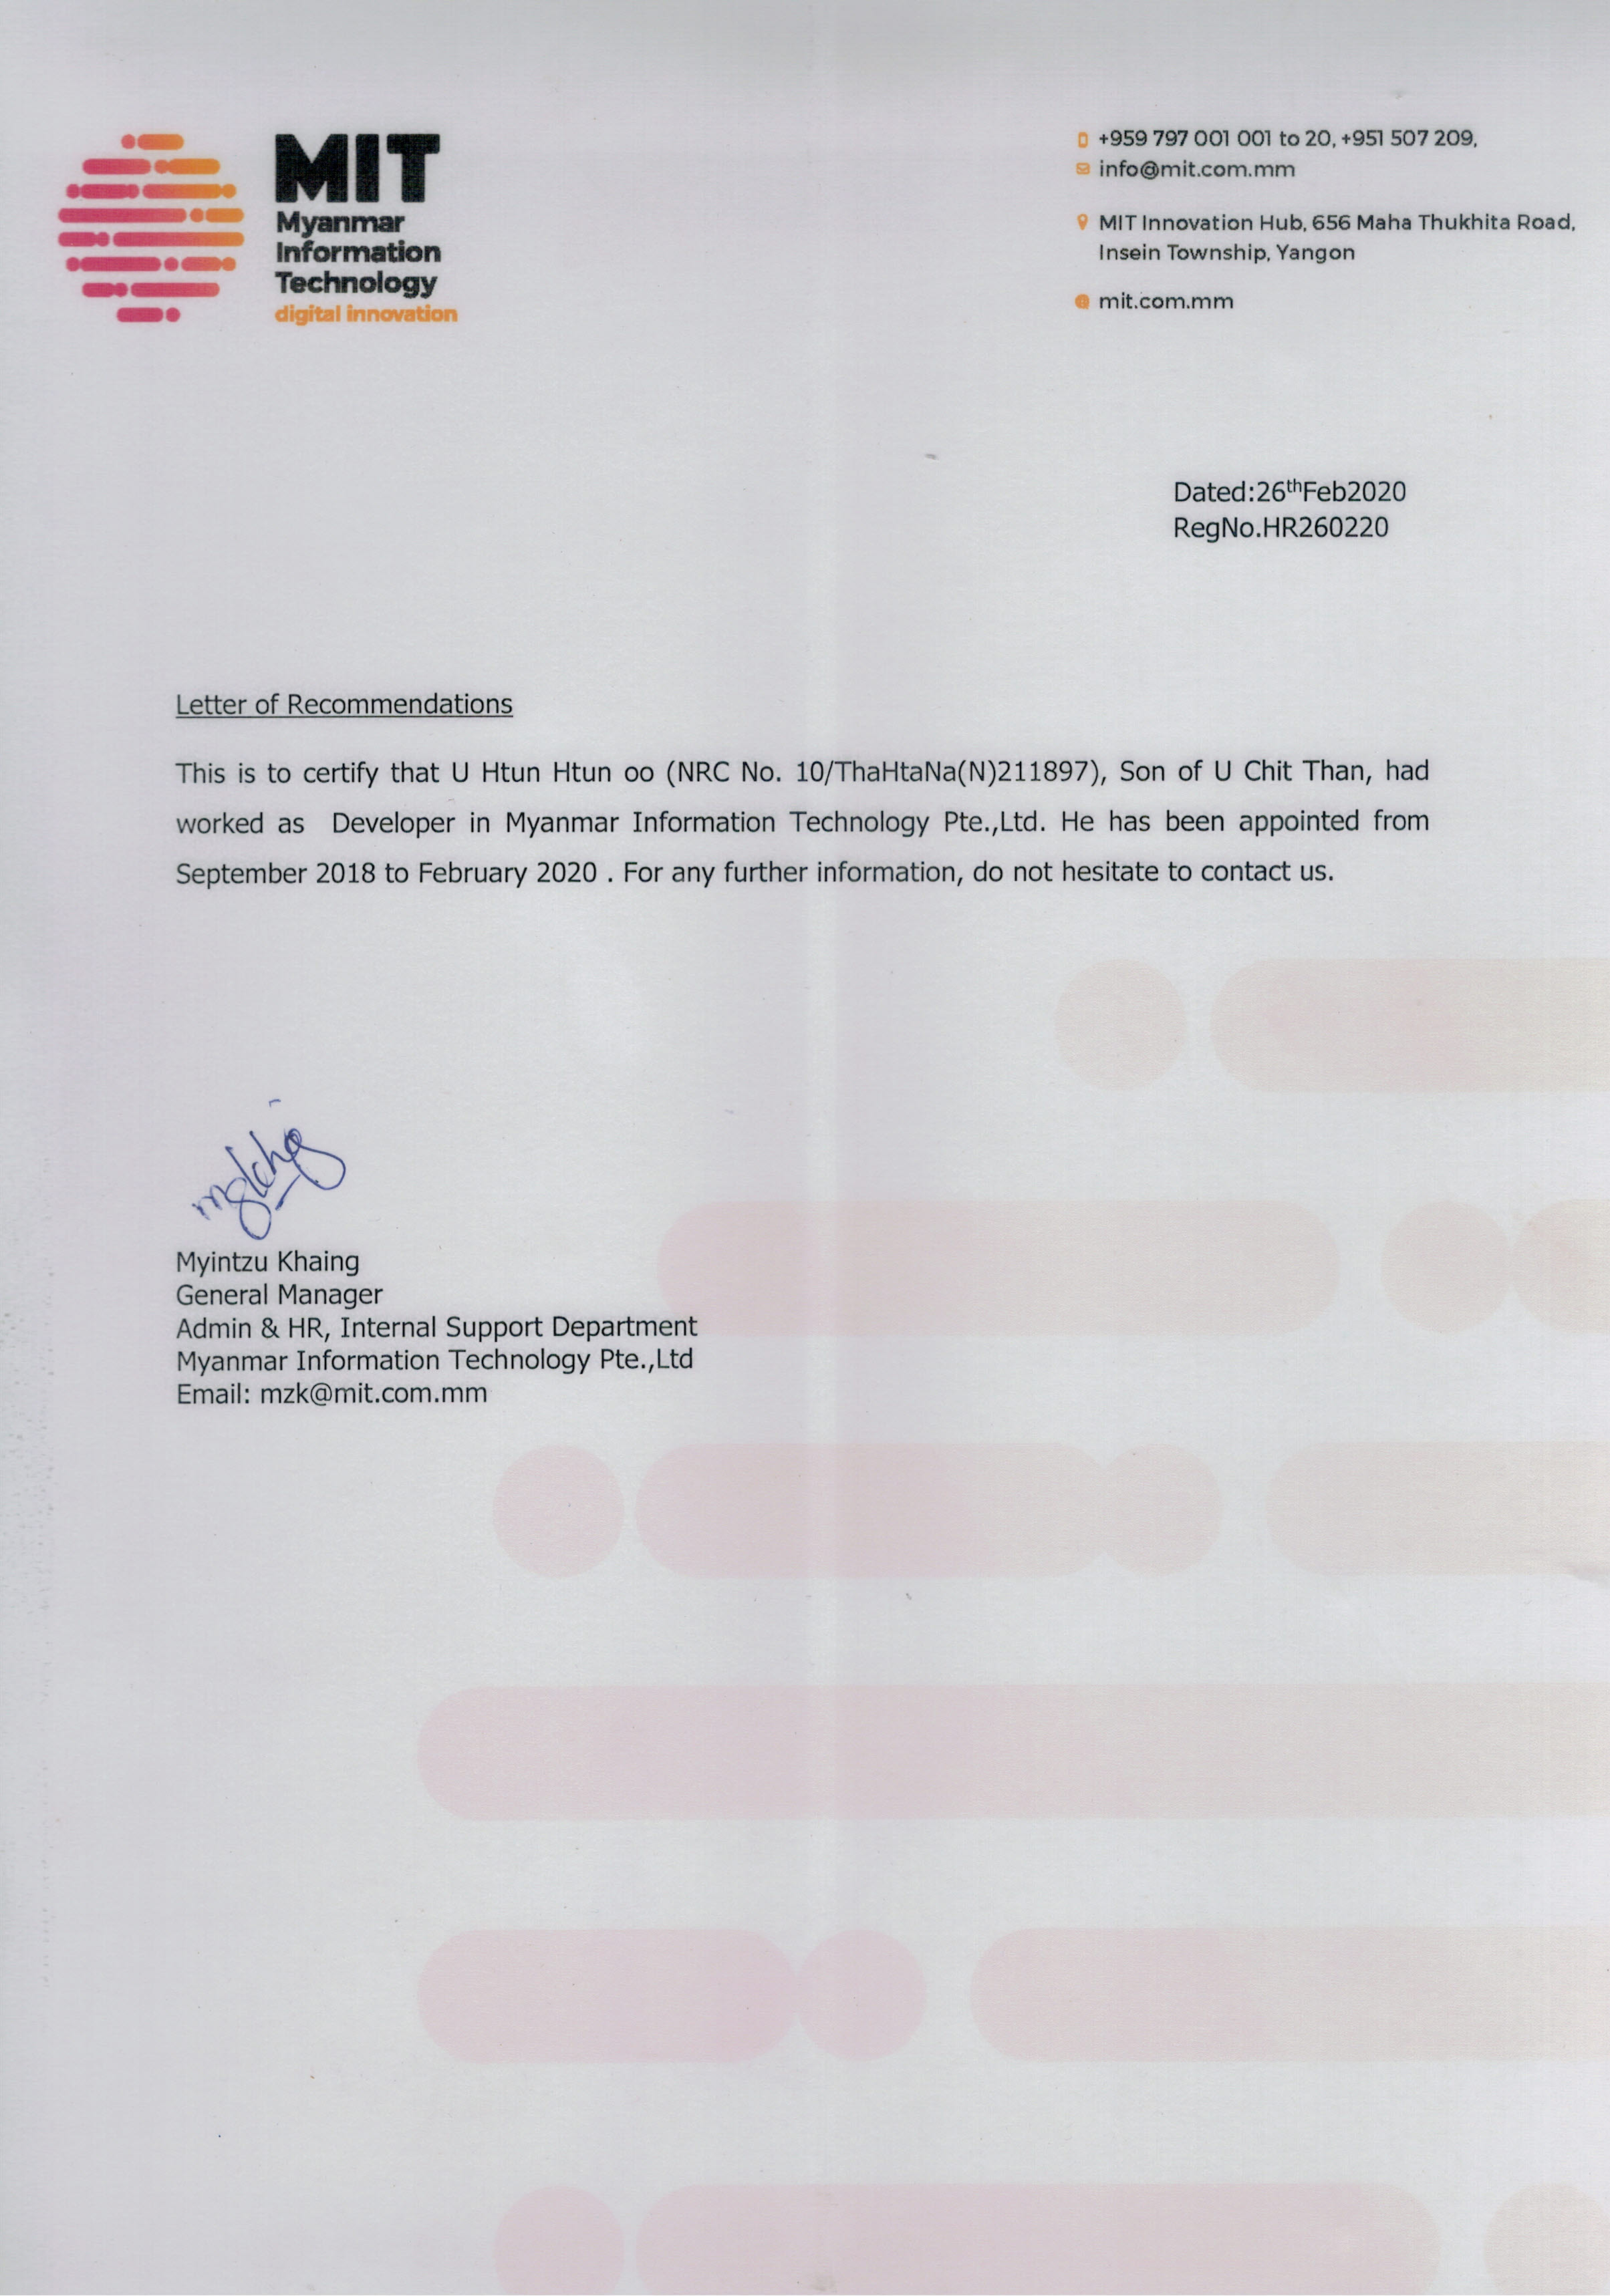 MIT
Myanmar
Information
Technology
digital innovation
+959 797 001 001 to 20, +951 507 209,
info@mit.com.mm
MIT Innovation Hub, 656 Maha Thukhita Road,
Insein Township, Yangon
mit.com.mm
Dated:26thFeb2020
RegNo.HR260220
Letter of Recommendations
This is to certify that U Htun Htun oo (NRC No. 10/ThaHtaNa(N)211897), Son of U Chit Than, had
worked as Developer in Myanmar Information Technology Pte.,Ltd. He has been appointed from
September 2018 to February 2020 . For any further information, do not hesitate to contact us.
Myintzu Khaing
General Manager
Admin & HR, Internal Support Department
Myanmar Information Technology Pte.,Ltd
Email: mzk@mit.com.mm